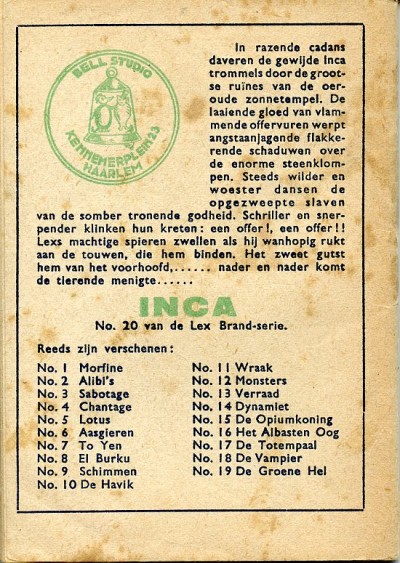 BELL STUDIO
KENNEMERPLEIN 23
HAARLEM
In razende cadans
daveren de gewijde Inca
trommels door de groot-
se ruïnes van de oer-
oude zonnetempel. De
laaiende gloed van vlam-
mende offervuren werpt
angstaanjagende flakke-
rende schaduwen over
de enorme steenklom-
pen. Steeds wilder en
woester dansen de
opgezweepte slaven
van de somber tronende godheid. Schriller en sner-
pender klinken hun kreten: een offer!, een offer!!
Lexs machtige spieren zwellen als hij wanhopig rukt
aan de touwen, die hem binden. Het zweet gutst
hem van het voorhoofd,...... nader en nader komt
de tierende menigte......
INCA
No. 20 van de Lex Brand-serie.
Reeds zijn verschenen:
No. 1 Morfine
No. 2 Alibi's
No. 3 Sabotage
No. 4 Chantage
No. 5 Lotus
No. 6 Aasgieren
No. 7 To Yen
No. 8 El Burku
No. 9 Schimmen
No. 10 De Havik
No. 11 Wraak
No. 12 Monsters
No. 13 Verraad
No. 14 Dynamiet
No. 15 De Opiumkoning
No. 16 Het Albasten Oog
No. 17 De Totempaal
No. 18 De Vampier
No. 19 De Groene Hel